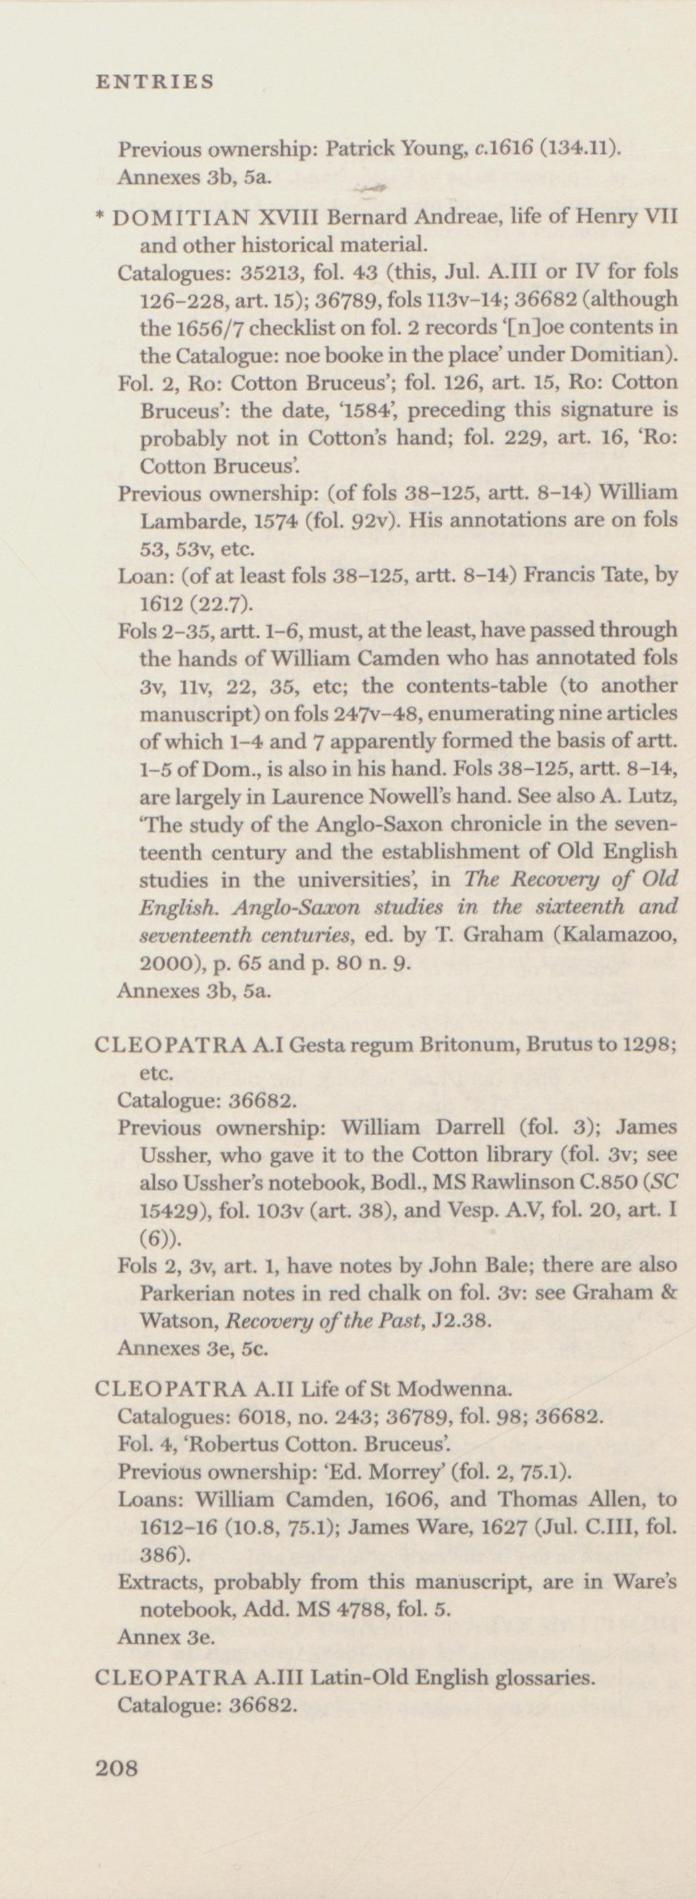 ENTRIES
Previous ownership: Patrick Young, c.1616 (134.11).
Annexes 3b, 5a.
* DOMITIAN XVIII Bernard Andreae, life of Henry VII
and other historical material.
Catalogues: 35213, fol. 43 (this, Jul. A.III or IV for fols
126–228, art. 15); 36789, fols 113v–14; 36682 (although
the 1656/7 checklist on fol. 2 records ‘[n]oe contents in
the Catalogue: noe booke in the place’ under Domitian).
Fol. 2, Ro: Cotton Bruceus’; fol. 126, art. 15, Ro: Cotton
Bruceus’: the date, ‘1584’, preceding this signature is
probably not in Cotton’s hand; fol. 229, art. 16, ‘Ro:
Cotton Bruceus’.
Previous ownership: (of fols 38–125, artt. 8–14) William
Lambarde, 1574 (fol. 92v). His annotations are on fols
53, 53v, etc.
Loan: (of at least fols 38–125, artt. 8–14) Francis Tate, by
1612 (22.7).
Fols 2–35, artt. 1–6, must, at the least, have passed through
the hands of William Camden who has annotated fols
3v, 11v, 22, 35, etc; the contents-table (to another
manuscript) on fols 247v–48, enumerating nine articles
of which 1–4 and 7 apparently formed the basis of artt.
1–5 of Dom., is also in his hand. Fols 38–125, artt. 8–14,
are largely in Laurence Nowell’s hand. See also A. Lutz,
‘The study of the Anglo-Saxon chronicle in the seven-
teenth century and the establishment of Old English
studies in the universities’, in The Recovery of Old
English. Anglo-Saxon studies in the sixteenth and
seventeenth centuries, ed. by T. Graham (Kalamazoo,
2000), p. 65 and p. 80 n. 9.
Annexes 3b, 5a.
CLEOPATRA A.I Gesta regum Britonum, Brutus to 1298;
etc.
Catalogue: 36682.
Previous ownership: William Darrell (fol. 3); James
Ussher, who gave it to the Cotton library (fol. 3v; see
also Ussher’s notebook, Bodl., MS Rawlinson C.850 (SC
15429), fol. 103v (art. 38), and Vesp. A.V, fol. 20, art. I
(6)).
Fols 2, 3v, art. 1, have notes by John Bale; there are also
Parkerian notes in red chalk on fol. 3v: see Graham &
Watson, Recovery of the Past, J2.38.
Annexes 3e, 5c.
CLEOPATRA A.II Life of St Modwenna.
Catalogues: 6018, no. 243; 36789, fol. 98; 36682.
Fol. 4, ‘Robertus Cotton. Bruceus’.
Previous ownership: ‘Ed. Morrey’ (fol. 2, 75.1).
Loans: William Camden, 1606, and Thomas Allen, to
1612–16 (10.8, 75.1); James Ware, 1627 (Jul. C.III, fol.
386).
Extracts, probably from this manuscript, are in Ware’s
notebook, Add. MS 4788, fol. 5.
Annex 3e.
CLEOPATRA A.III Latin-Old English glossaries.
Catalogue: 36682.
208